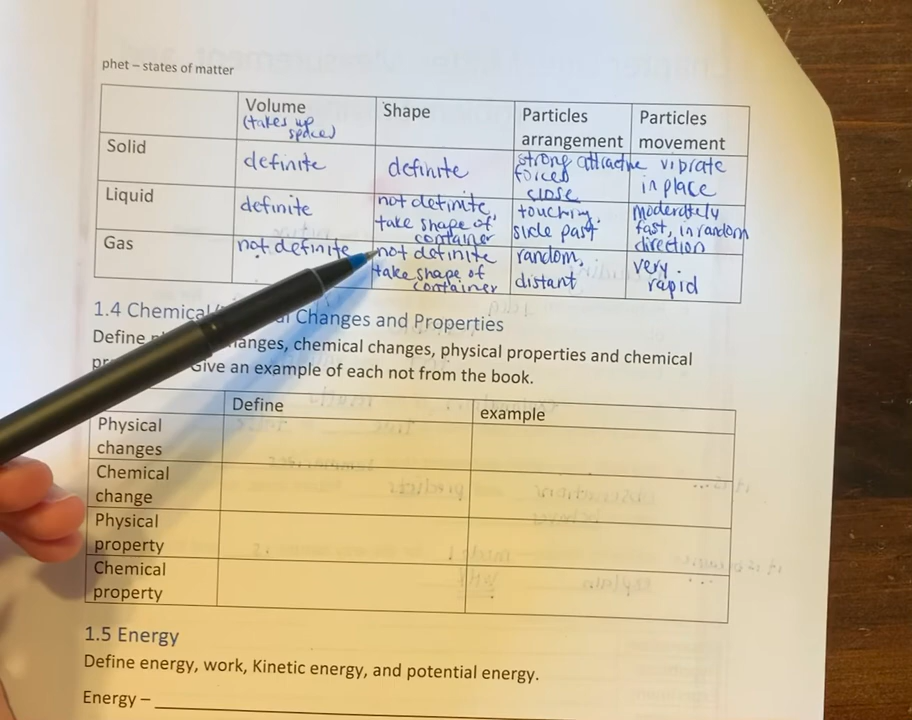 phet – states of matter
Volume
(takes up
space)
Shape
Particles
arrangement
Particles
movement
Solid
definite
definite
strong attractive
forces
close
vibrate
in place
Liquid
definite
not definite,
take shape of
container
touching,
slide past
moderately
fast, in random
direction
Gas
not definite
not definite
take shape of
container
random,
distant
very
rapid
1.4 Chemical Changes and Properties
Define changes, chemical changes, physical properties and chemical
Give an example of each not from the book.
Define
example
Physical
changes
Chemical
change
Physical
property
Chemical
property
1.5 Energy
Define energy, work, Kinetic energy, and potential energy.
Energy –